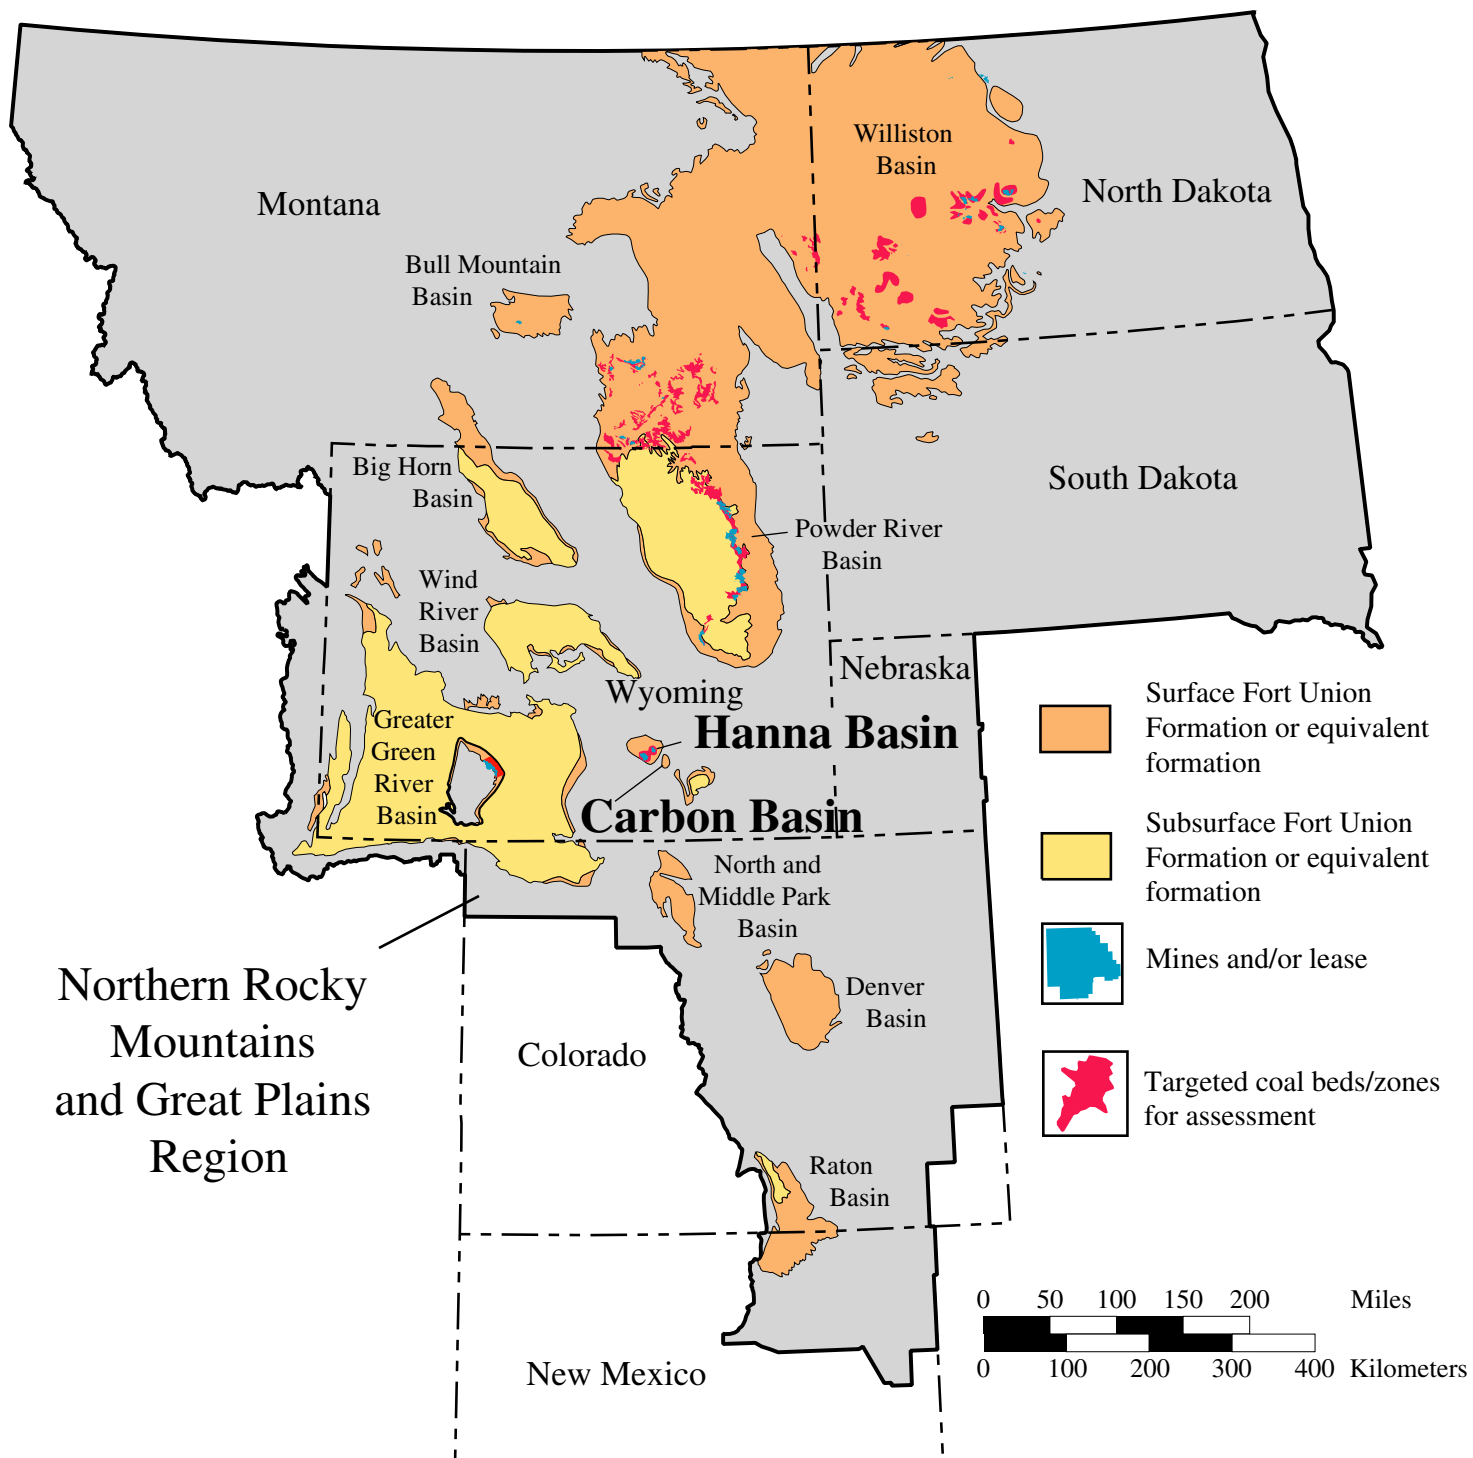 Williston
Basin
Montana
North Dakota
Bull Mountain
Basin
Big Horn
Basin
South Dakota
Powder River
Basin
Wind
River
Basin
Nebraska
Wyoming
Greater
Green
River
Basin
Hanna Basin
Carbon Basin
North and
Middle Park
Basin
Denver
Basin
Colorado
Northern Rocky
Mountains
and Great Plains
Region
Raton
Basin
New Mexico
Surface Fort Union
Formation or equivalent
formation
Subsurface Fort Union
Formation or equivalent
formation
Mines and/or lease
Targeted coal beds/zones
for assessment
0 50 100 150 200 Miles
0 100 200 300 400 Kilometers